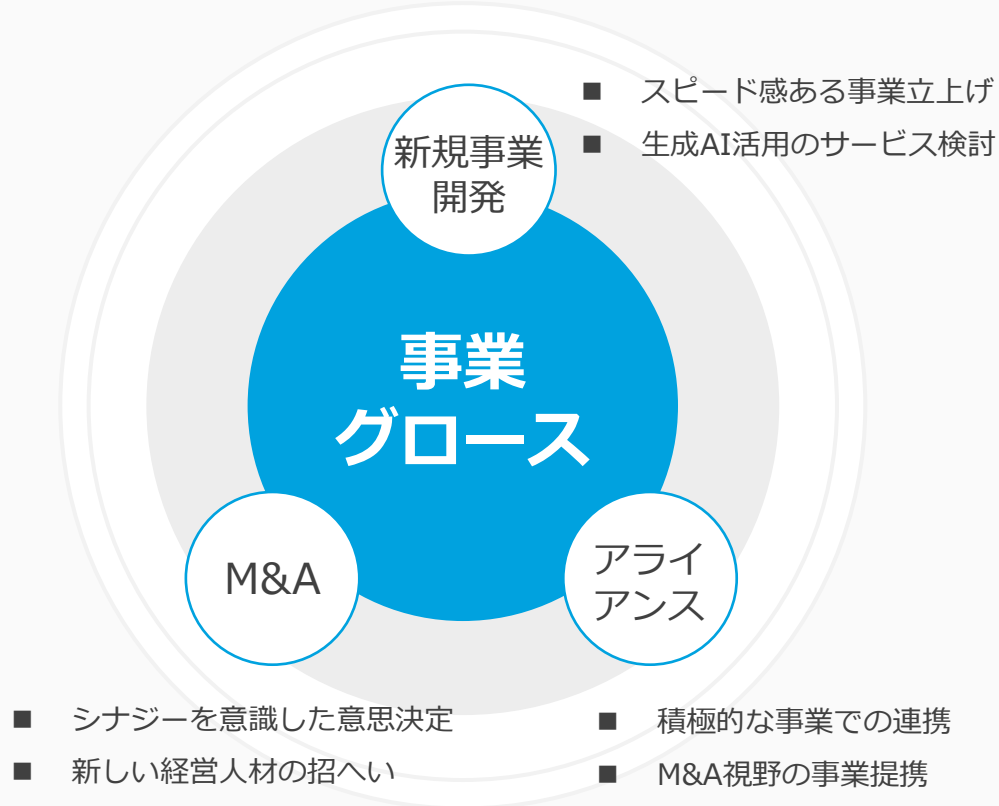 ■ スピード感ある事業立上げ
■ 生成AI活用のサービス検討
新規事業
開発
事業
グロース
M&A
アライ
アンス
■ シナジーを意識した意思決定
■ 新しい経営人材の招へい
■ 積極的な事業での連携
■ M&A視野の事業提携